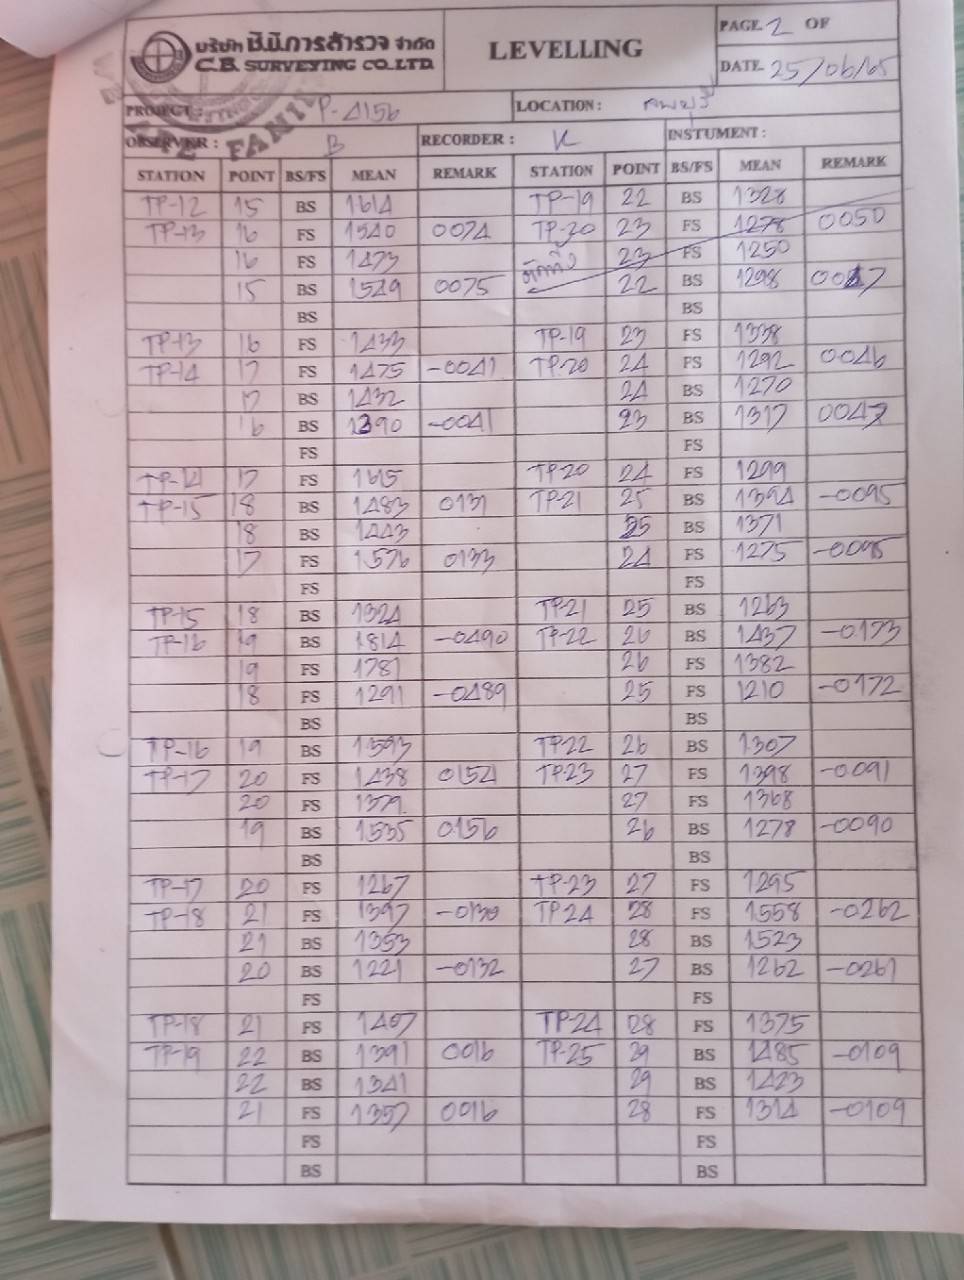 บริษัท ซี.บี.การสำรวจ จำกัด
C.B. SURVEYING CO.,LTD.
LEVELLING
PAGE 2 OF
DATE 25/06/65
PROJECT : P-4156 LOCATION :
OBSERVER : B RECORDER : K INSTUMENT :
STATION POINT BS/FS MEAN REMARK STATION POINT BS/FS MEAN REMARK
TP-12 15 BS 1614 TP-19 22 BS 1328
TP-13 16 FS 1540 0074 TP-20 23 FS 1278 0050
16 FS 1473 23 FS 1250
15 BS 1549 0075 22 BS 1298 0047
BS BS
TP-13 16 FS 1433 TP-19 23 FS 1338
TP-14 17 FS 1475 -0041 TP-20 24 FS 1292 0046
17 BS 1432 24 BS 1270
16 BS 1390 -0041 23 BS 1317 0047
FS FS
TP-14 17 FS 1615 TP-20 24 FS 1299
TP-15 18 BS 1483 0131 TP-21 25 BS 1394 -0095
18 BS 1443 25 BS 1371
17 FS 1576 0133 24 FS 1275 -0095
FS FS
TP-15 18 BS 1324 TP-21 25 BS 1263
TP-16 19 BS 1814 -0490 TP-22 26 BS 1437 -0173
19 FS 1781 26 FS 1382
18 FS 1291 -0489 25 FS 1210 -0172
BS BS
TP-16 19 BS 1593 TP-22 26 BS 1307
TP-17 20 FS 1438 0154 TP-23 27 FS 1398 -0091
20 FS 1379 27 FS 1368
19 BS 1535 0156 26 BS 1278 -0090
BS BS
TP-17 20 FS 1267 TP-23 27 FS 1295
TP-18 21 FS 1397 -0130 TP-24 28 FS 1558 -0262
21 BS 1353 28 BS 1523
20 BS 1221 -0132 27 BS 1262 -0261
FS FS
TP-18 21 FS 1407 TP-24 28 FS 1375
TP-19 22 BS 1391 0016 TP-25 29 BS 1485 -0109
22 BS 1341 29 BS 1423
21 FS 1357 0016 28 FS 1314 -0109
FS FS
BS BS